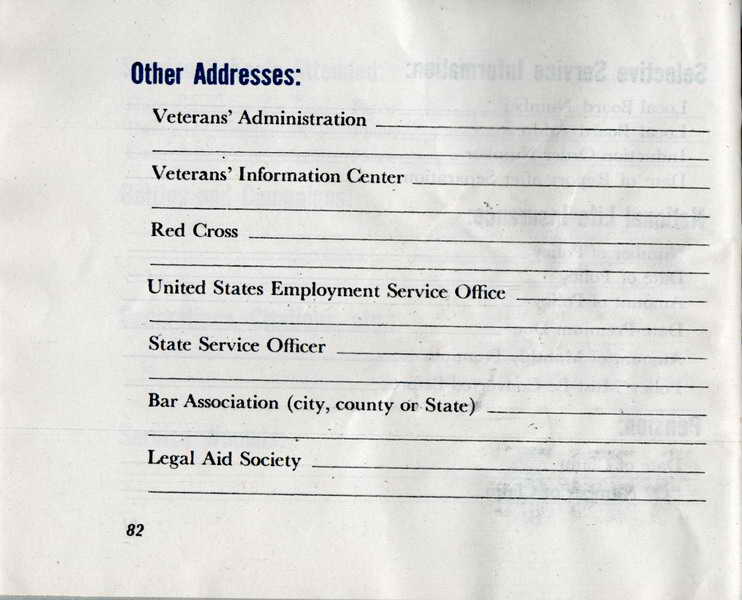 Other Addresses:
Veterans' Administration
Veterans' Information Center
Red Cross
United States Employment Service Office
State Service Officer
Bar Association (city, county or State)
Legal Aid Society
82